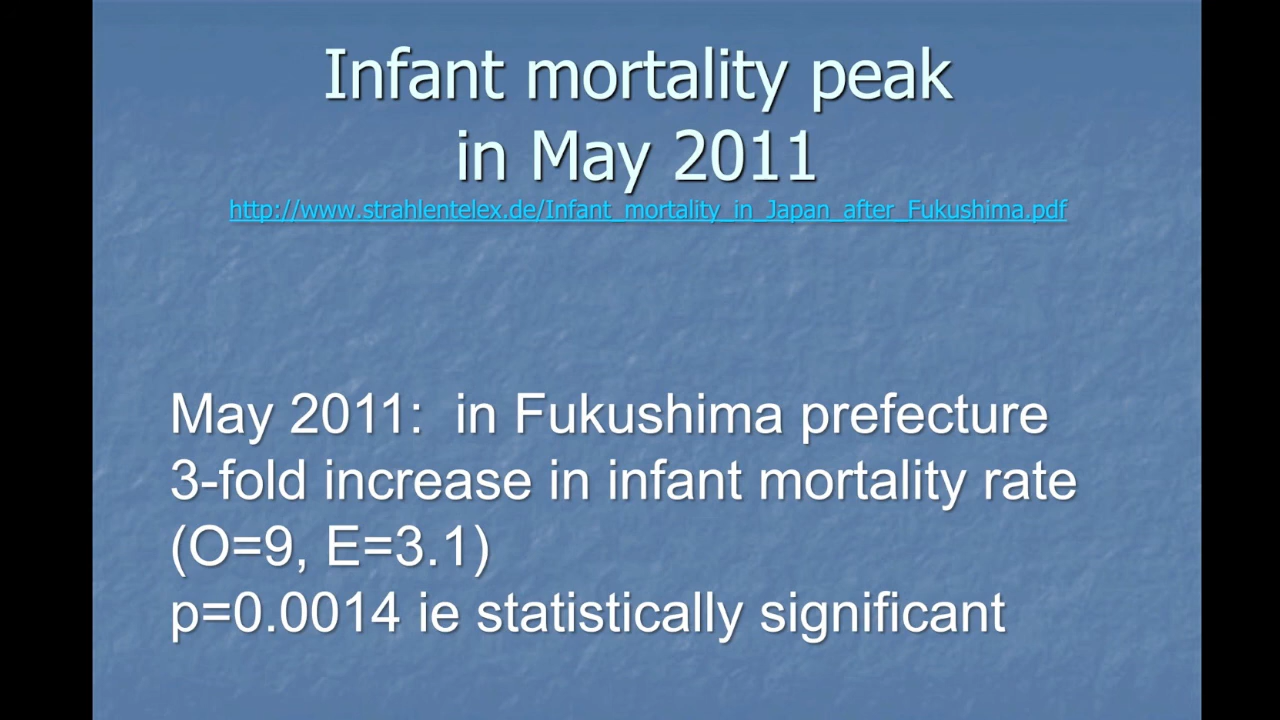 Infant mortality peak
in May 2011
http://www.strahlentelex.de/Infant_mortality_in_Japan_after_Fukushima.pdf
May 2011:  in Fukushima prefecture
3-fold increase in infant mortality rate
(O=9, E=3.1)
p=0.0014 ie statistically significant